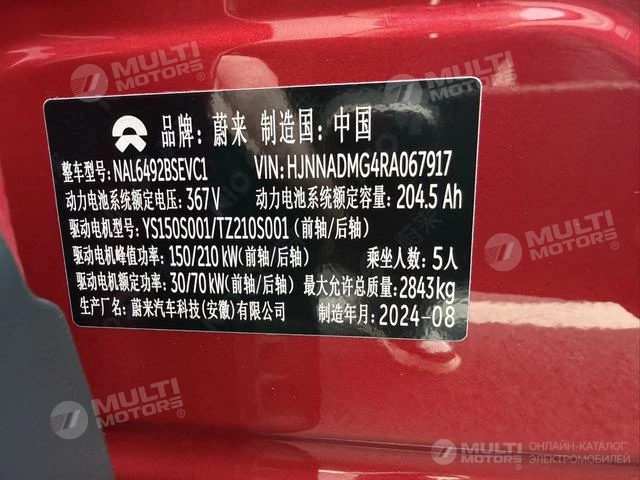 品牌: 蔚来 制造国: 中国
整车型号: NAL6492BSEVC1 VIN: HJNNADMG4RA067917
动力电池系统额定电压: 367V 动力电池系统额定容量: 204.5 Ah
驱动电机型号: YS150S001/TZ210S001 (前轴/后轴)
驱动电机峰值功率: 150/210 kW (前轴/后轴) 乘坐人数: 5人
驱动电机额定功率: 30/70 kW (前轴/后轴) 最大允许总质量: 2843kg
生产厂名: 蔚来汽车科技(安徽)有限公司 制造年月: 2024-08
MULTI MOTORS
MULTI MOTORS
MULTI MOTORS
MULTI MOTORS
MULTI MOTORS
MULTI MOTORS
ОНЛАЙН-КАТАЛОГ
ЭЛЕКТРОМОБИЛЕЙ